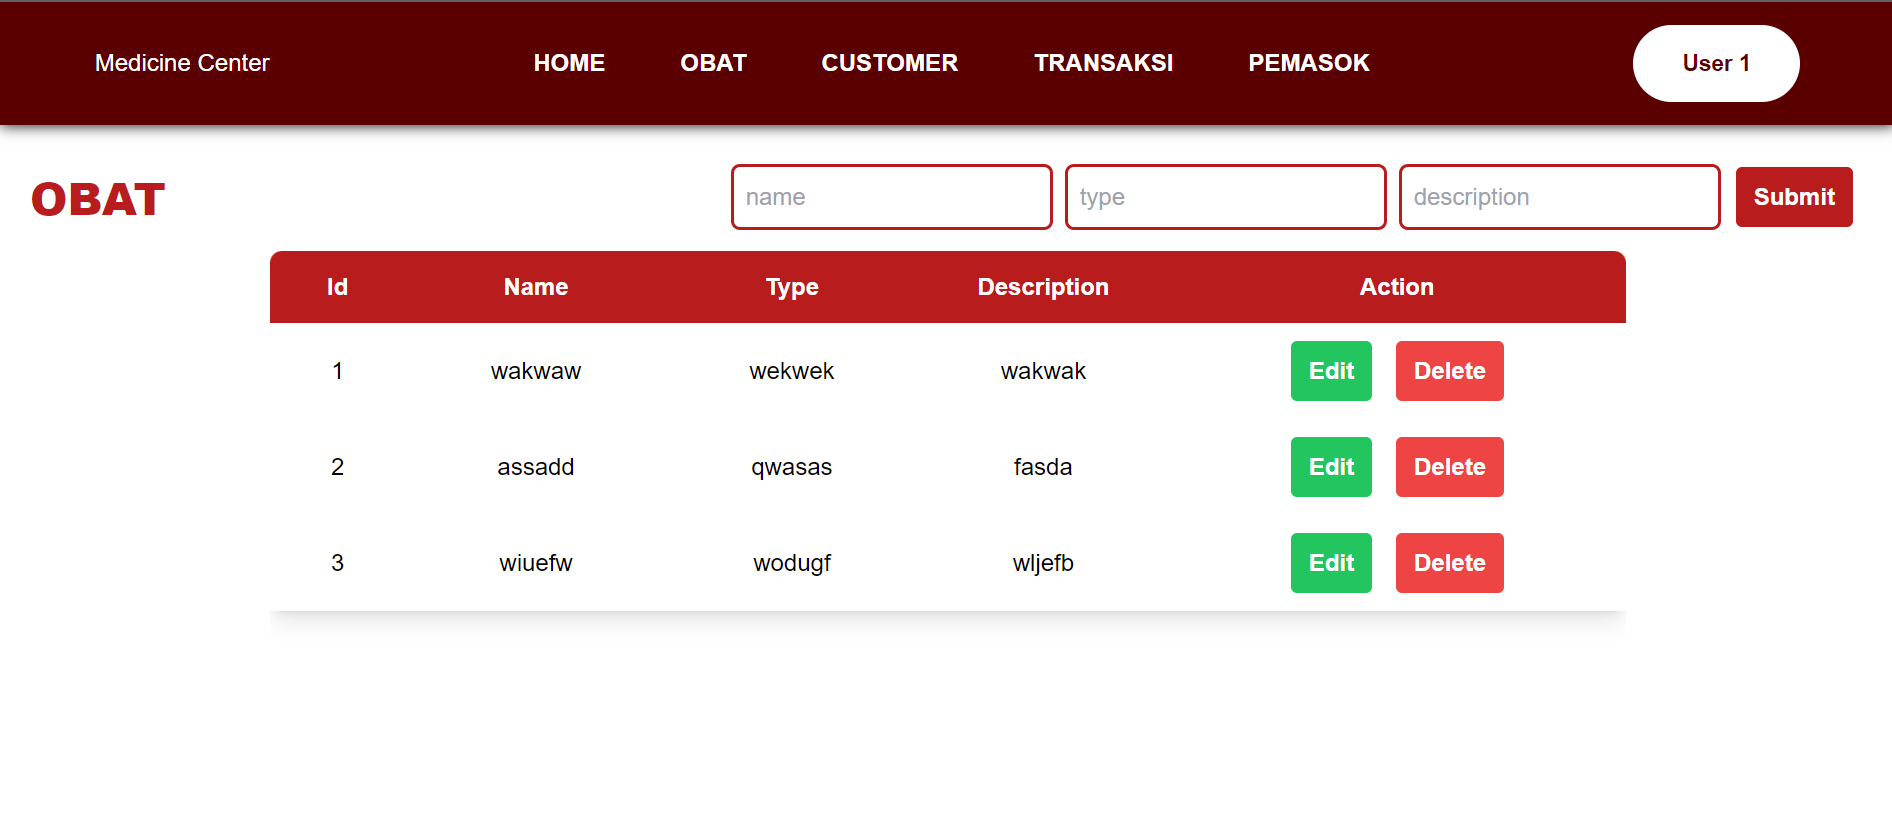 Medicine Center HOME OBAT CUSTOMER TRANSAKSI PEMASOK User 1
OBAT name type description Submit
Id Name Type Description Action
1 wakwaw wekwek wakwak Edit Delete
2 assadd qwasas fasda Edit Delete
3 wiuefw wodugf wljefb Edit Delete